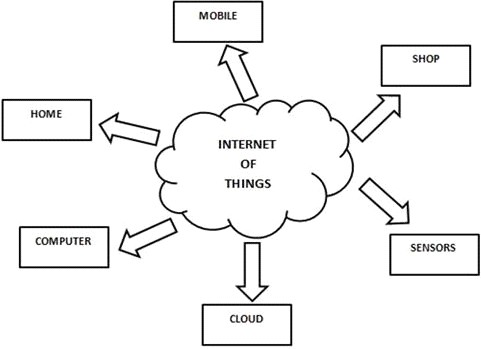 MOBILE
SHOP
HOME
INTERNET
OF
THINGS
COMPUTER
SENSORS
CLOUD